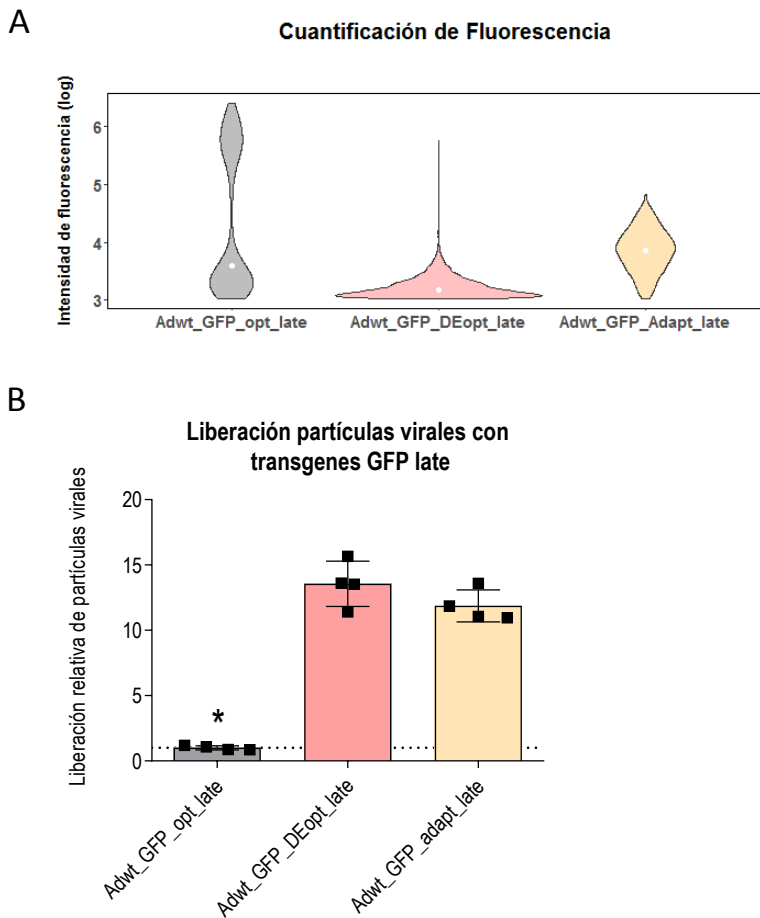 A
Cuantificación de Fluorescencia
Intensidad de fluorescencia (log)
6
5
4
3
Adwt_GFP_opt_late
Adwt_GFP_DEopt_late
Adwt_GFP_Adapt_late
B
Liberación partículas virales con
transgenes GFP late
Liberación relativa de partículas virales
20
15
10
5
0
*
Adwt_GFP_opt_late
Adwt_GFP_DEopt_late
Adwt_GFP_adapt_late